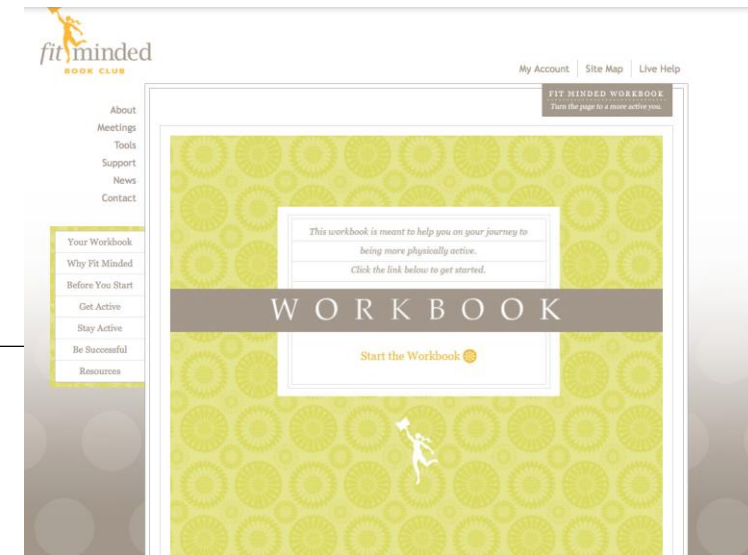 fit minded
BOOK CLUB
My Account
Site Map
Live Help
FIT MINDED WORKBOOK
Turn the page to a more active you.
About
Meetings
Tools
Support
News
Contact
Your Workbook
Why Fit Minded
Before You Start
Get Active
Stay Active
Be Successful
Resources
This workbook is meant to help you on your journey to
being more physically active.
Click the link below to get started.
WORKBOOK
Start the Workbook